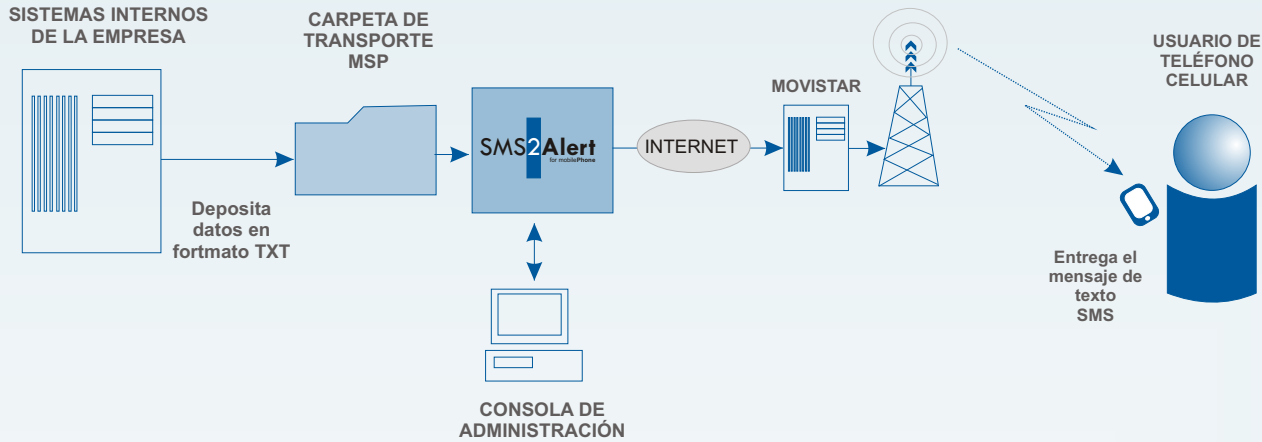 SISTEMAS INTERNOS
DE LA EMPRESA
CARPETA DE
TRANSPORTE
MSP
Deposita
datos en
fortmato TXT
SMS2Alert
for mobilePhone
CONSOLA DE
ADMINISTRACIÓN
INTERNET
MOVISTAR
USUARIO DE
TELÉFONO
CELULAR
Entrega el
mensaje de
texto
SMS